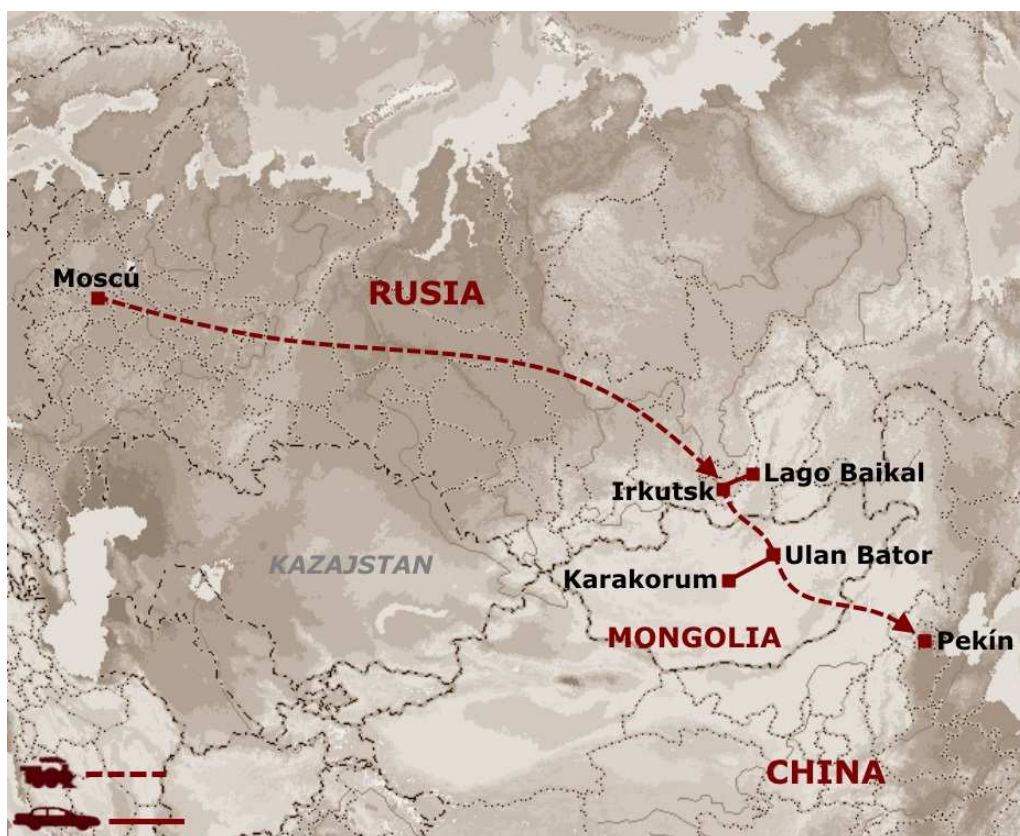 Moscú
RUSIA
Lago Baikal
Irkutsk
Ulan Bator
KAZAJSTAN
Karakorum
MONGOLIA
Pekín
CHINA